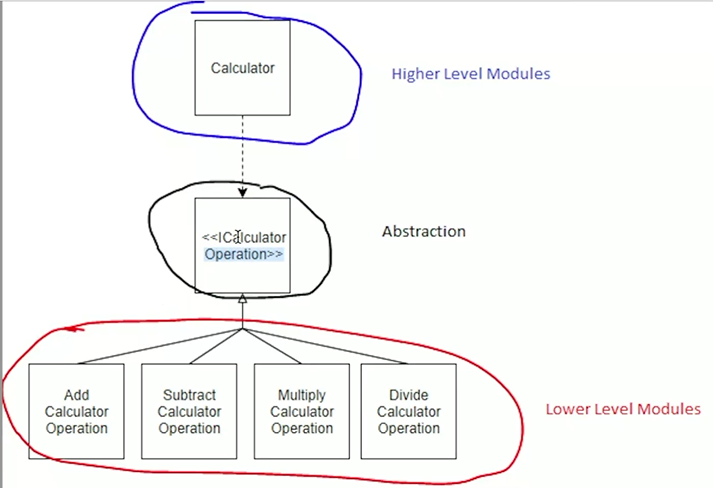 Calculator
Higher Level Modules
<<ICalculator
Operation>>
Abstraction
Add
Calculator
Operation
Subtract
Calculator
Operation
Multiply
Calculator
Operation
Divide
Calculator
Operation
Lower Level Modules